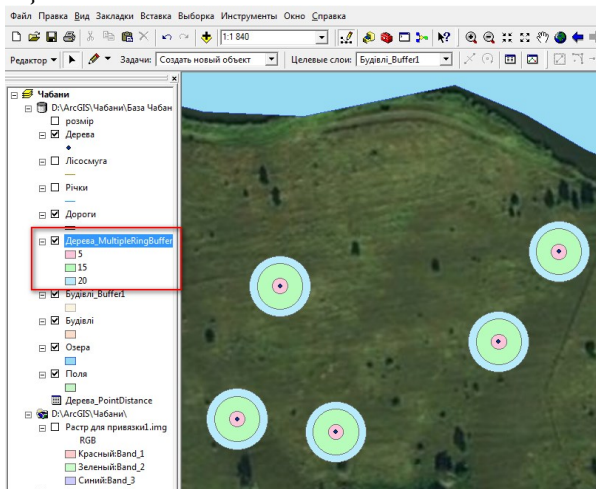 Файл Правка Вид Закладки Вставка Выборка Инструменты Окно Справка
1:1 840
Редактор Задачи: Создать новый объект Целевые слои: Будівлі_Buffer1
Чабани
D:\ArcGIS\Чабани\База Чабан
розмір
Дерева
Лісосмуга
Річки
Дороги
Дерева_MultipleRingBuffer
5
15
20
Будівлі_Buffer1
Будівлі
Озера
Поля
Дерева_PointDistance
D:\ArcGIS\Чабани\
Растр для привязки1.img
RGB
Красный:Band_1
Зеленый:Band_2
Синий:Band_3